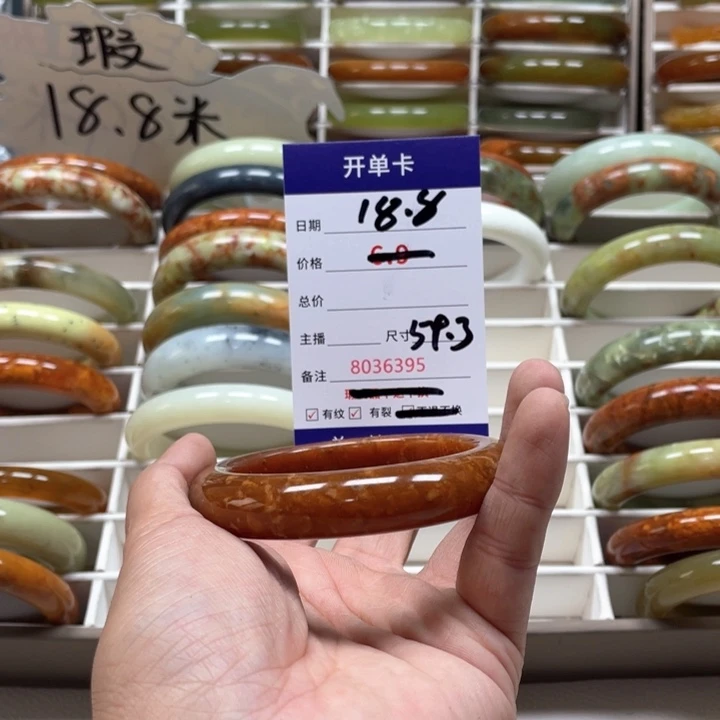 瑕
18.8米
开单卡
日期 18.8
价格 6.0
总价
主播 尺寸 59.3
备注 8036395
☑有纹 ☑有裂